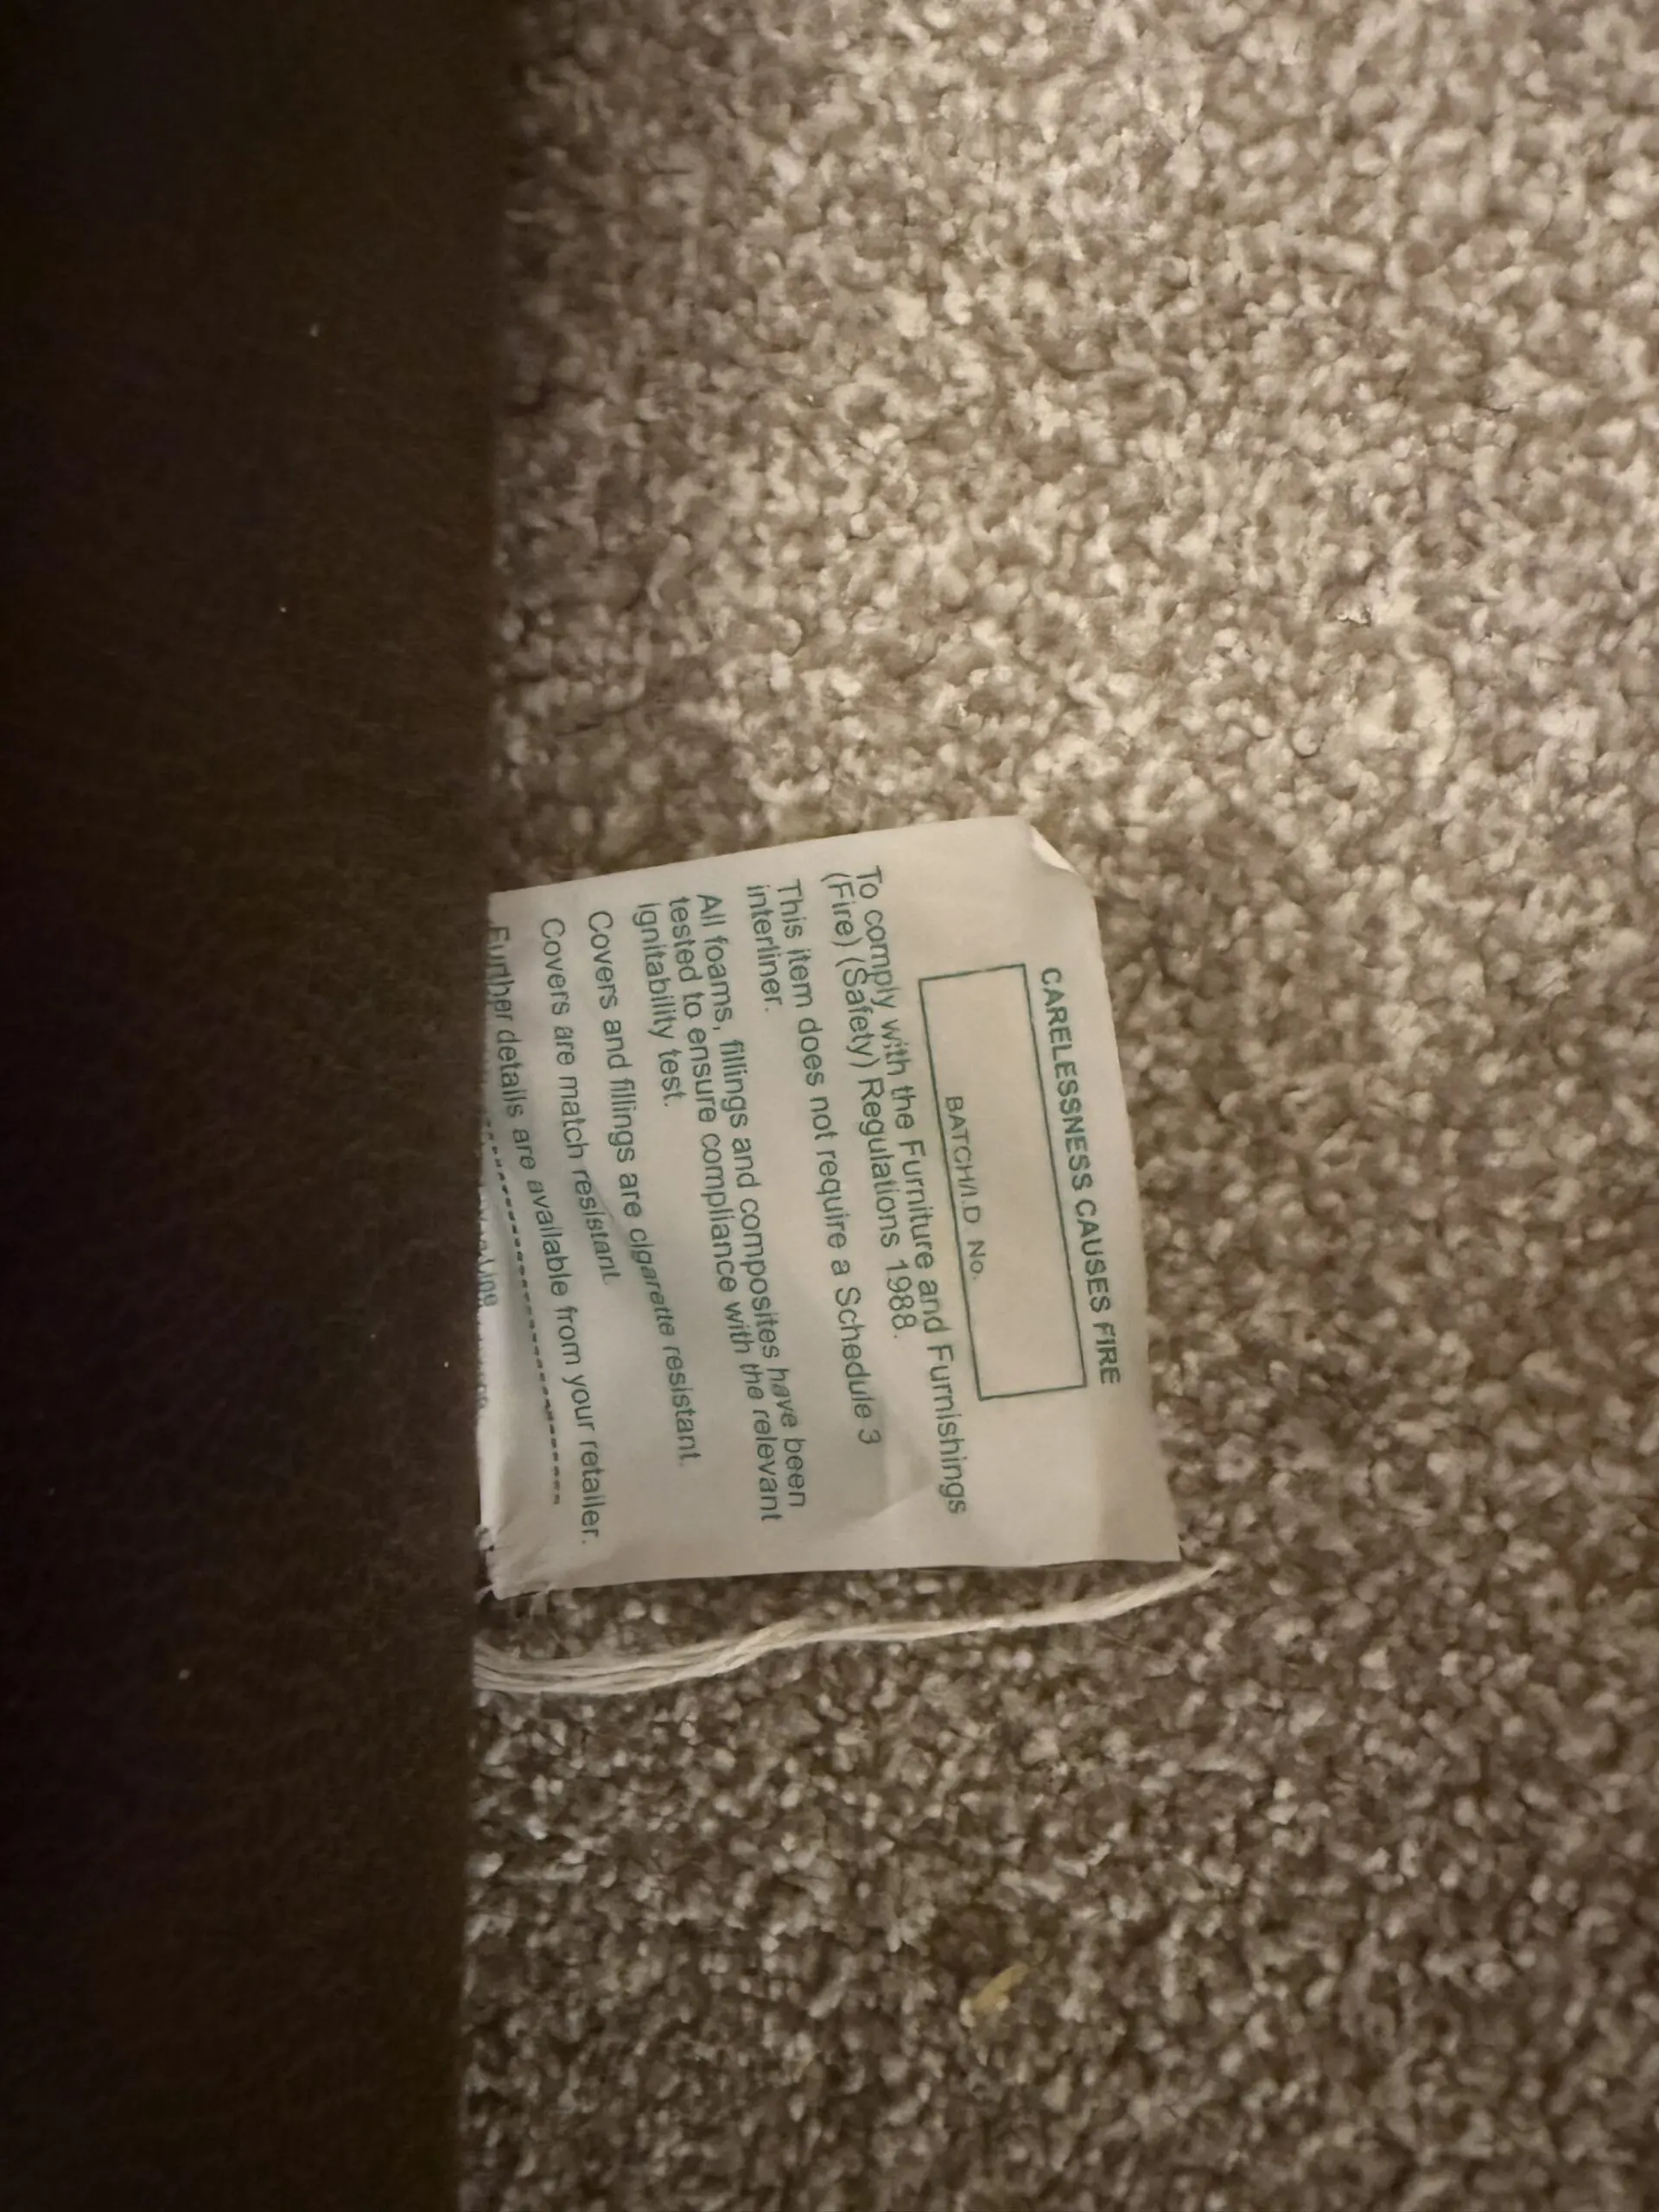 CARELESSNESS CAUSES FIRE
BATCH/I.D No.
To comply with the Furniture and Furnishings
(Fire) (Safety) Regulations 1988.
This item does not require a Schedule 3
interliner.
All foams, fillings and composites have been
tested to ensure compliance with the relevant
ignitability test.
Covers and fillings are cigarette resistant.
Covers are match resistant.
Further details are available from your retailer.